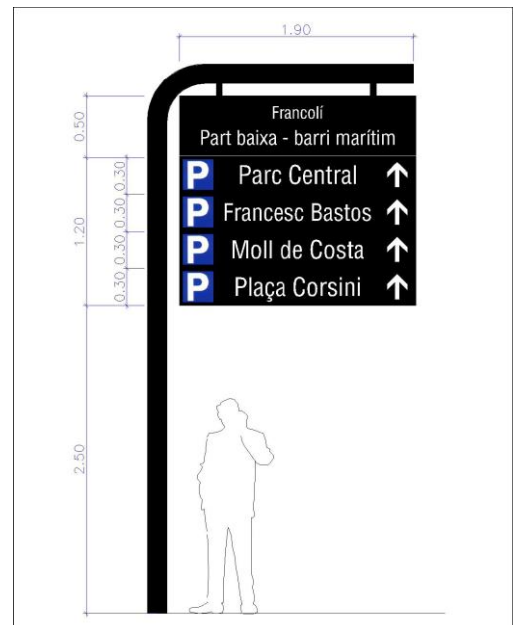 1.90
0.50
Francolí
Part baixa - barri marítim
1.20
0.30
P Parc Central ↑
0.30
P Francesc Bastos ↑
0.30
P Moll de Costa ↑
0.30
P Plaça Corsini ↑
2.50